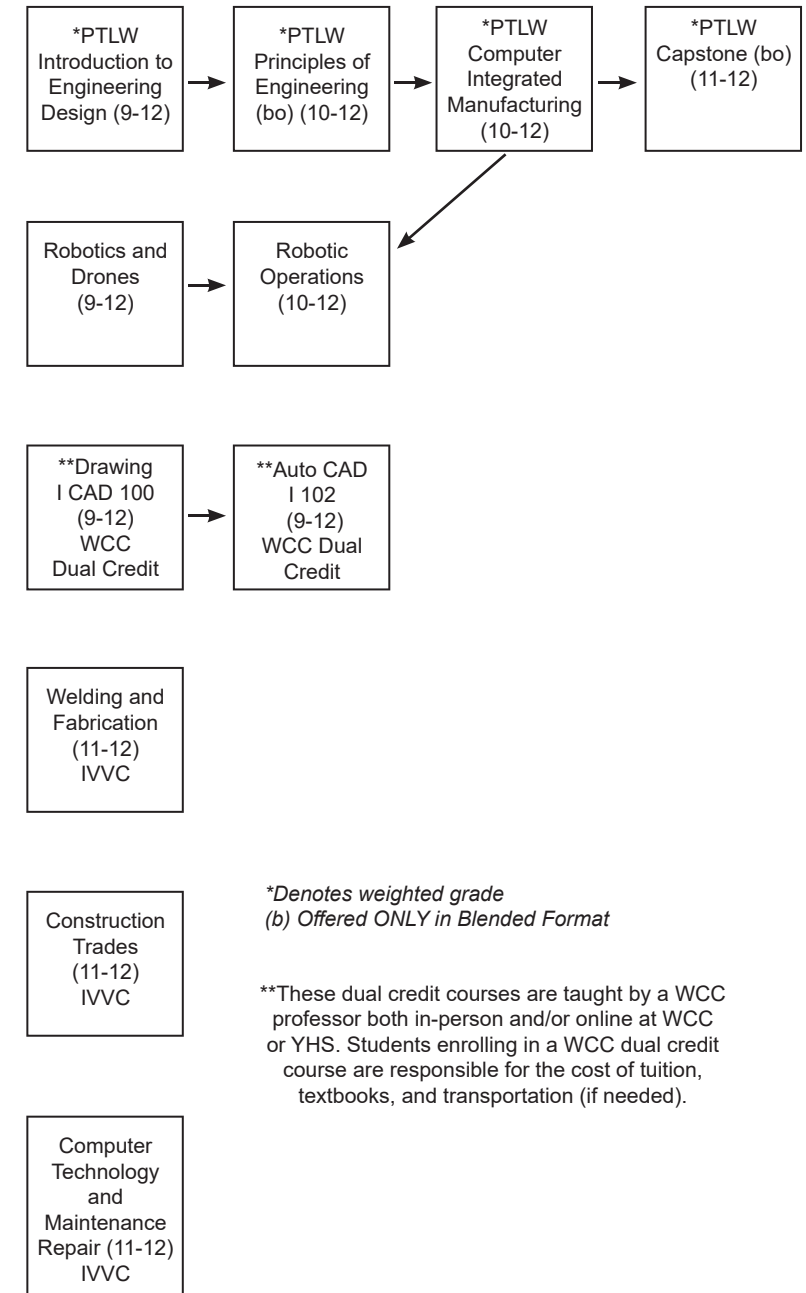 *PTLW
Introduction to
Engineering
Design (9-12)
*PTLW
Principles of
Engineering
(bo) (10-12)
*PTLW
Computer
Integrated
Manufacturing
(10-12)
*PTLW
Capstone (bo)
(11-12)
Robotics and
Drones
(9-12)
Robotic
Operations
(10-12)
**Drawing
I CAD 100
(9-12)
WCC
Dual Credit
**Auto CAD
I 102
(9-12)
WCC Dual
Credit
Welding and
Fabrication
(11-12)
IVVC
Construction
Trades
(11-12)
IVVC
*Denotes weighted grade
(b) Offered ONLY in Blended Format
**These dual credit courses are taught by a WCC
professor both in-person and/or online at WCC
or YHS. Students enrolling in a WCC dual credit
course are responsible for the cost of tuition,
textbooks, and transportation (if needed).
Computer
Technology
and
Maintenance
Repair (11-12)
IVVC